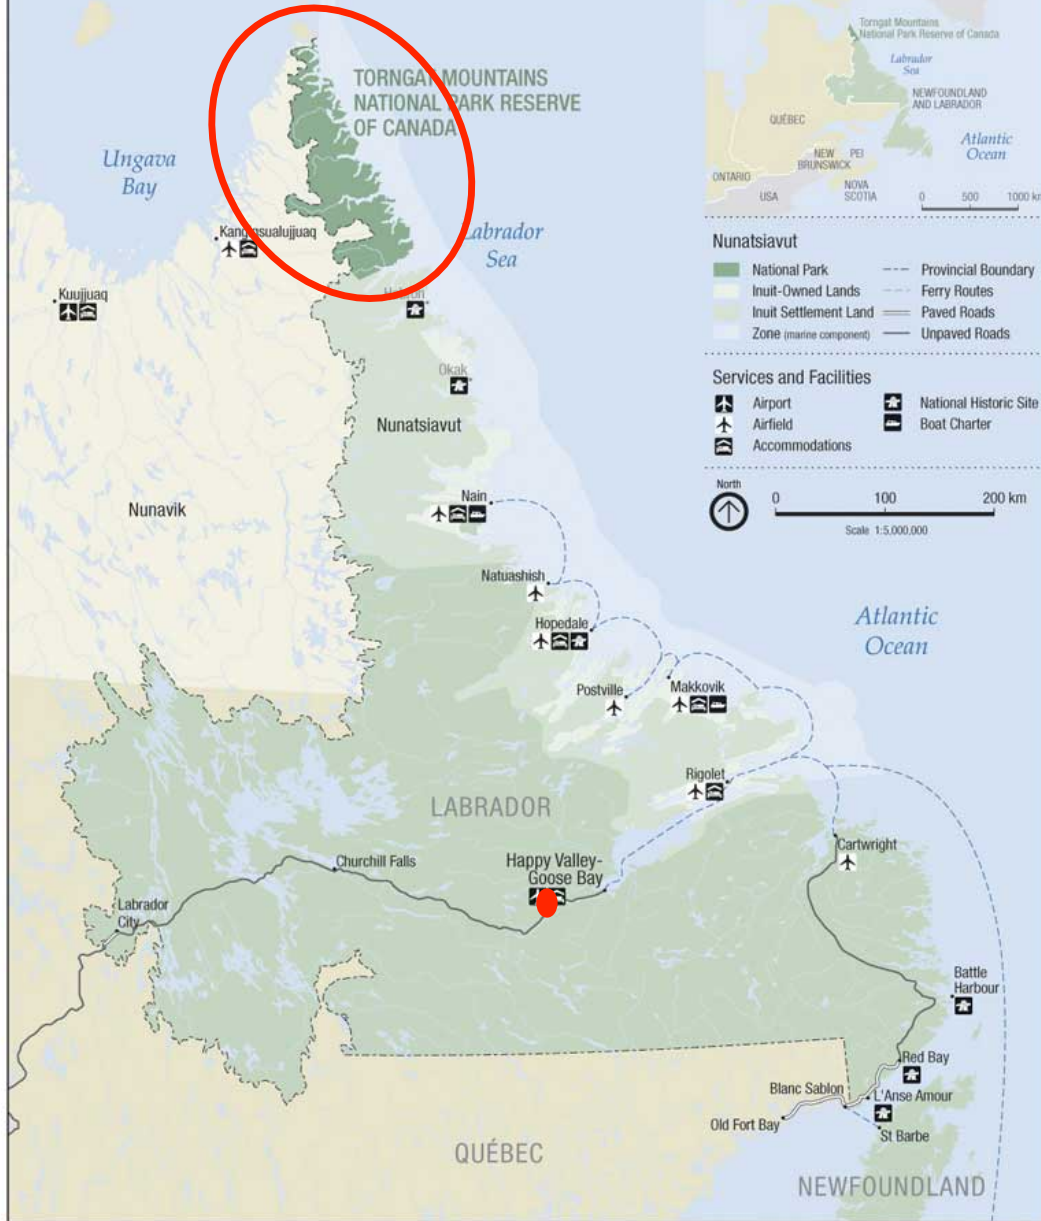 TORNGAT MOUNTAINS
NATIONAL PARK RESERVE
OF CANADA
Ungava
Bay
Labrador
Sea
Kangiqsualujjuaq
Kuujjuaq
Hebron
Okak
Nunatsiavut
Nain
Nunavik
Natuashish
Hopedale
Postville
Makkovik
Rigolet
LABRADOR
Atlantic
Ocean
Cartwright
Churchill Falls
Happy Valley-
Goose Bay
Labrador
City
Battle
Harbour
Red Bay
Blanc Sablon
L'Anse Amour
Old Fort Bay
St Barbe
QUÉBEC
NEWFOUNDLAND
Torngat Mountains
National Park Reserve of Canada
Labrador
Sea
NEWFOUNDLAND
AND LABRADOR
QUÉBEC
Atlantic
Ocean
NEW
BRUNSWICK
PEI
ONTARIO
USA
NOVA
SCOTIA
0 500 1000 km
Nunatsiavut
National Park
Inuit-Owned Lands
Inuit Settlement Land
Zone (marine component)
Provincial Boundary
Ferry Routes
Paved Roads
Unpaved Roads
Services and Facilities
Airport
Airfield
Accommodations
National Historic Site
Boat Charter
North
0 100 200 km
Scale 1:5,000,000